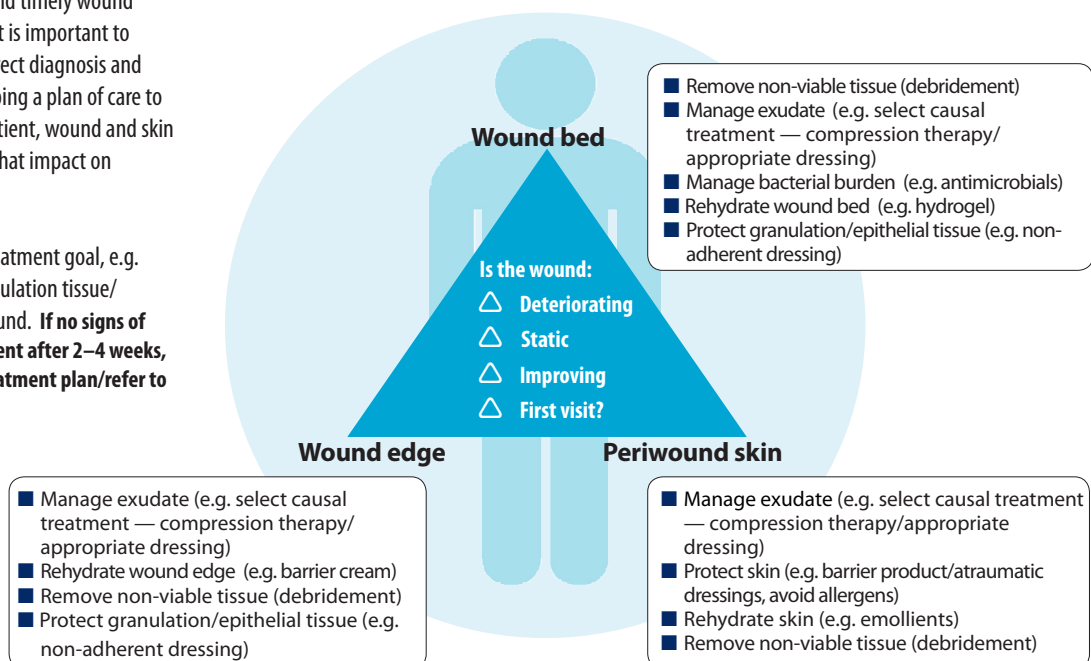 nd timely wound
t is important to
rect diagnosis and
ping a plan of care to
tient, wound and skin
hat impact on
atment goal, e.g.
ulation tissue/
und. If no signs of
ent after 2–4 weeks,
atment plan/refer to
Wound bed
■ Remove non-viable tissue (debridement)
■ Manage exudate (e.g. select causal
treatment — compression therapy/
appropriate dressing)
■ Manage bacterial burden (e.g. antimicrobials)
■ Rehydrate wound bed (e.g. hydrogel)
■ Protect granulation/epithelial tissue (e.g. non-
adherent dressing)
Is the wound:
△ Deteriorating
△ Static
△ Improving
△ First visit?
Wound edge
■ Manage exudate (e.g. select causal
treatment — compression therapy/
appropriate dressing)
■ Rehydrate wound edge (e.g. barrier cream)
■ Remove non-viable tissue (debridement)
■ Protect granulation/epithelial tissue (e.g.
non-adherent dressing)
Periwound skin
■ Manage exudate (e.g. select causal treatment
— compression therapy/appropriate
dressing)
■ Protect skin (e.g. barrier product/atraumatic
dressings, avoid allergens)
■ Rehydrate skin (e.g. emollients)
■ Remove non-viable tissue (debridement)